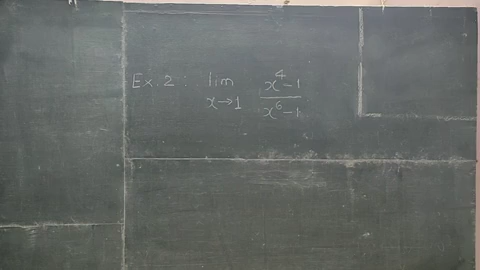 Ex. 2 : lim x→1 x⁴-1 / x⁶-1